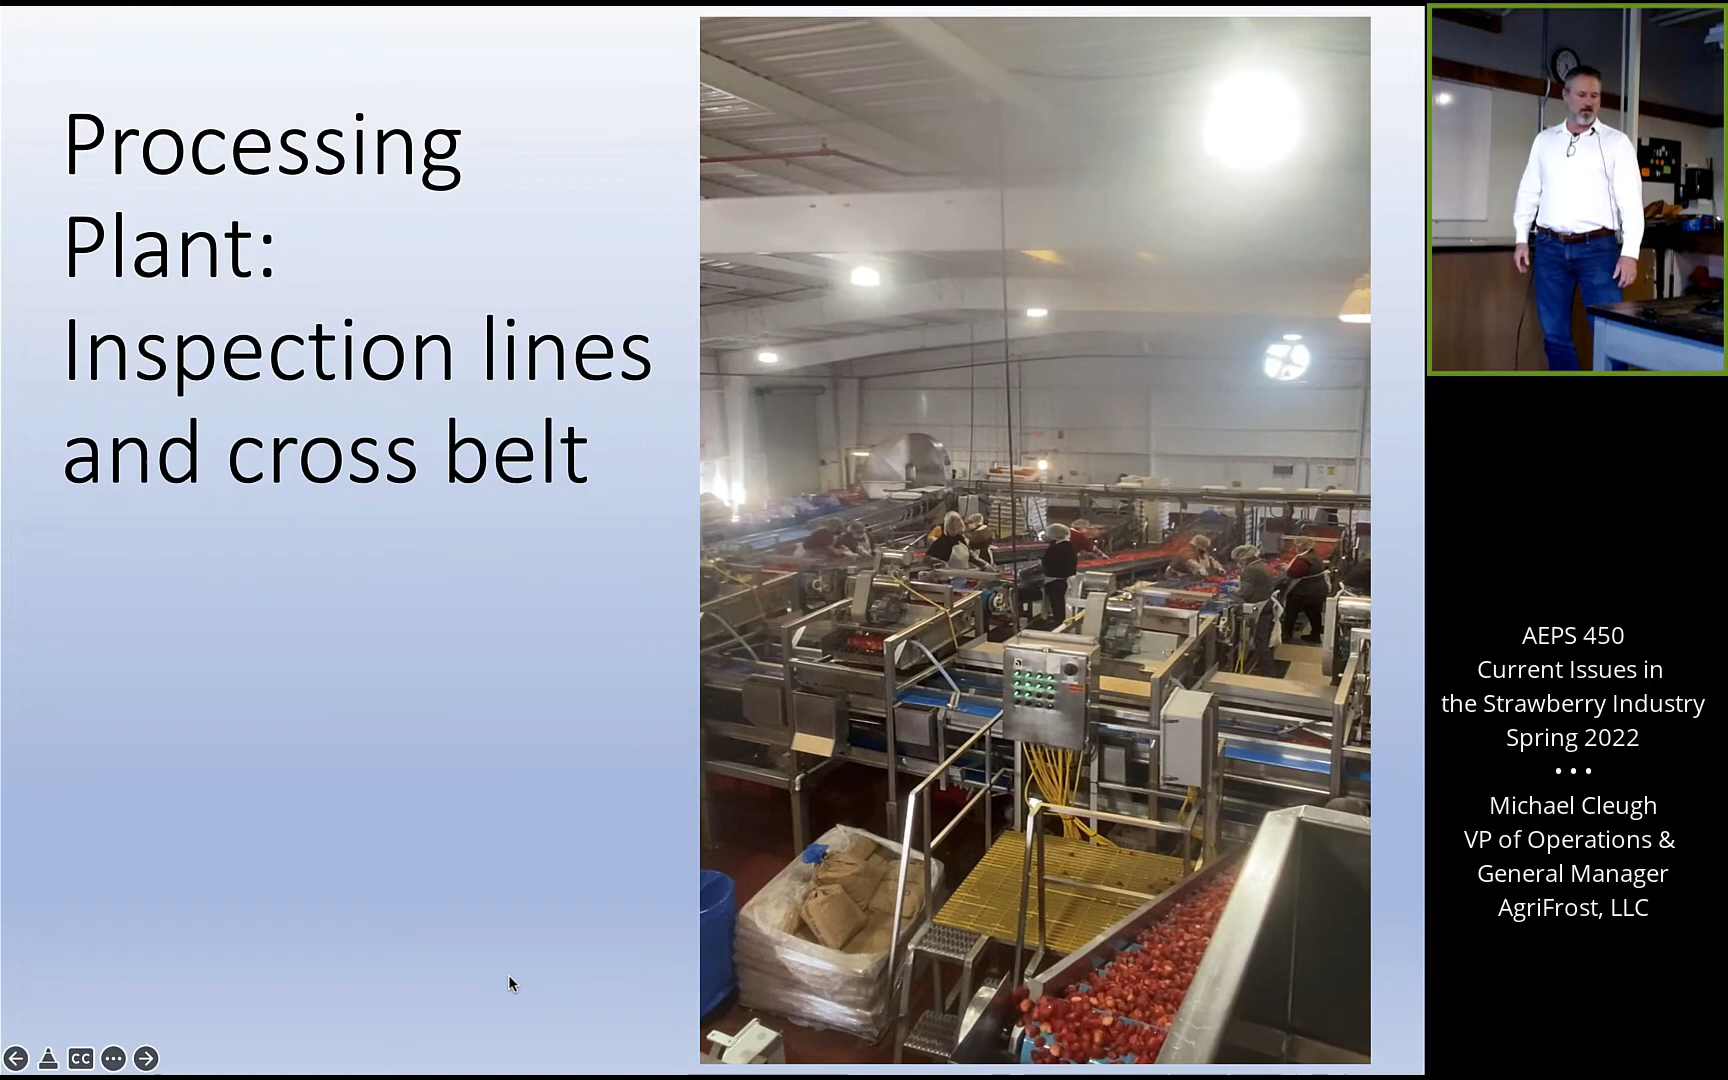 Processing
Plant:
Inspection lines
and cross belt
CC
AEPS 450
Current Issues in
the Strawberry Industry
Spring 2022
• • •
Michael Cleugh
VP of Operations &
General Manager
AgriFrost, LLC